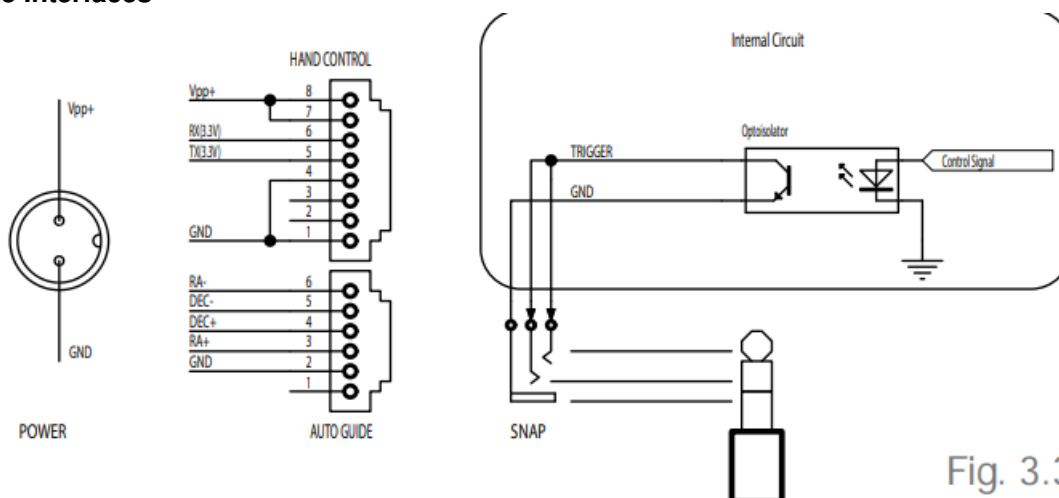 Vpp+
GND
POWER
HAND CONTROL
Vpp+ 8
7
RX(3.3V) 6
TX(3.3V) 5
4
3
2
GND 1
RA- 6
DEC- 5
DEC+ 4
RA+ 3
GND 2
1
AUTO GUIDE
Internal Circuit
Optoisolator
TRIGGER
Control Signal
GND
SNAP
Fig. 3.3